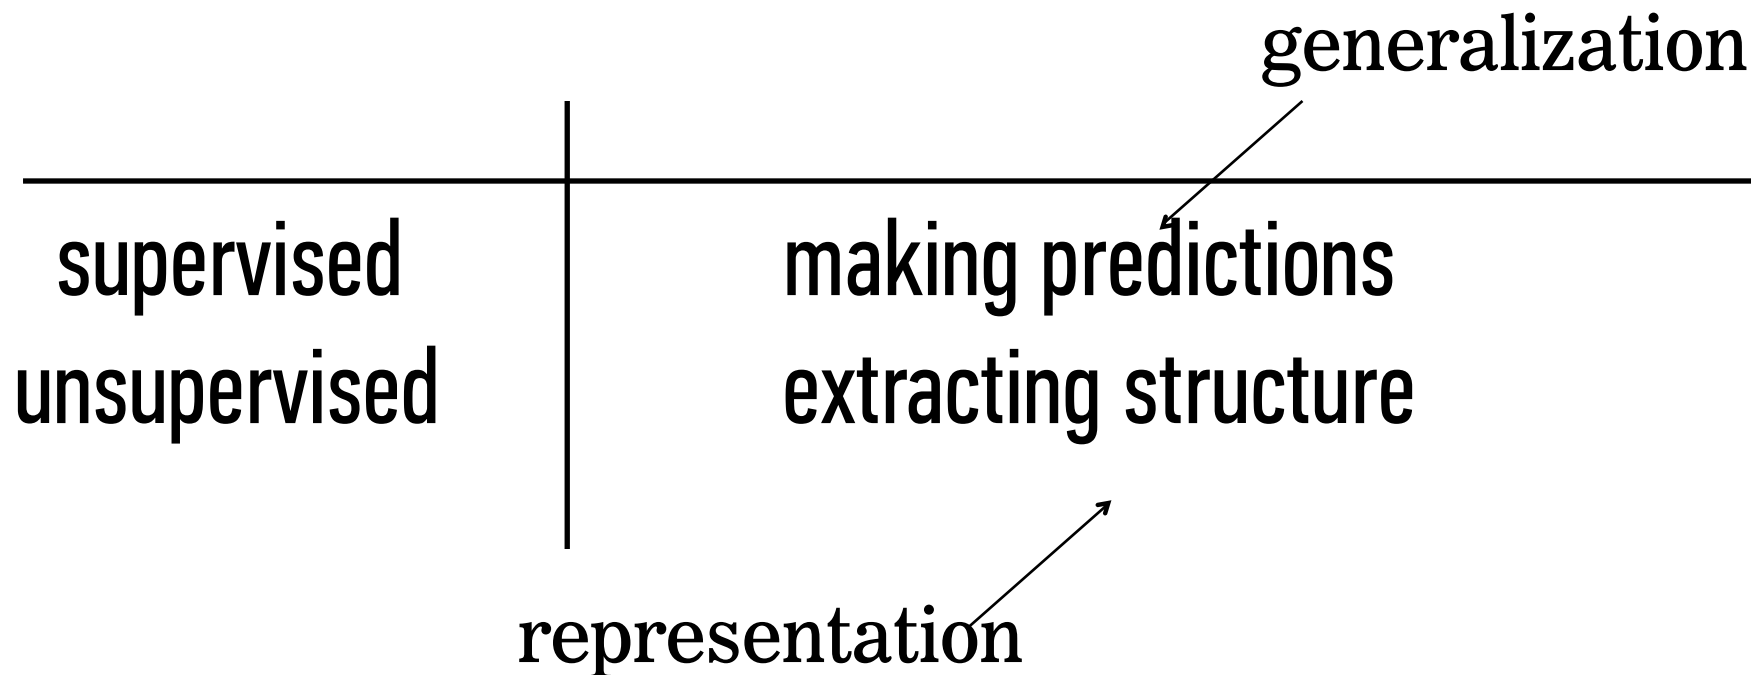 generalization
supervised making predictions
unsupervised extracting structure
representation